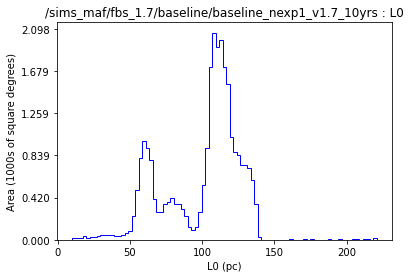 /sims_maf/fbs_1.7/baseline/baseline_nexp1_v1.7_10yrs : L0
Area (1000s of square degrees)
2.098
1.679
1.259
0.839
0.420
0.000
0 50 100 150 200
L0 (pc)